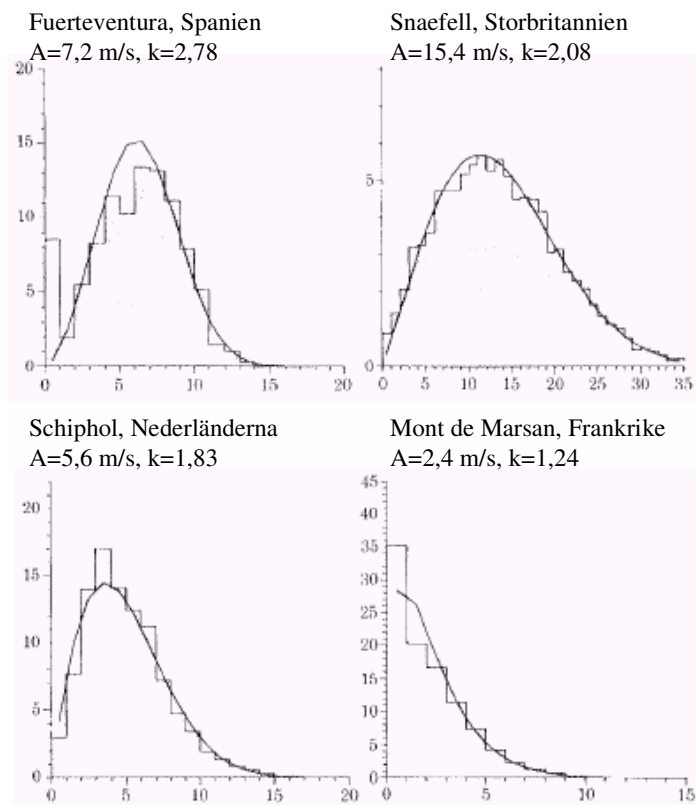 Fuerteventura, Spanien
A=7,2 m/s, k=2,78
20
15
10
5
0
0 5 10 15 20
Snaefell, Storbritannien
A=15,4 m/s, k=2,08
5
0
0 5 10 15 20 25 30 35
Schiphol, Nederländerna
A=5,6 m/s, k=1,83
20
15
10
5
0
0 5 10 15 20
Mont de Marsan, Frankrike
A=2,4 m/s, k=1,24
45
40
35
30
25
20
15
10
5
0
0 5 10 15